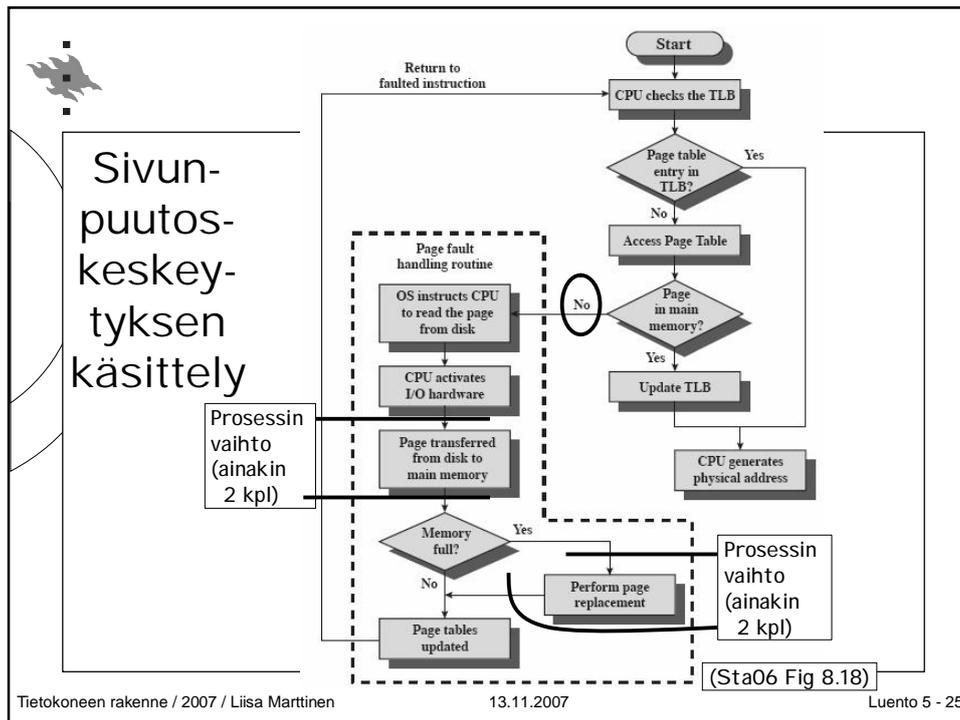 Sivun-
puutos-
keskey-
tyksen
käsittely
Start
Return to
faulted instruction
CPU checks the TLB
Page table
entry in
TLB?
Yes
No
Access Page Table
Page fault
handling routine
OS instructs CPU
to read the page
from disk
No
Page
in main
memory?
Yes
CPU activates
I/O hardware
Update TLB
Prosessin
vaihto
(ainakin
2 kpl)
Page transferred
from disk to
main memory
CPU generates
physical address
Memory
full?
Yes
No
Perform page
replacement
Prosessin
vaihto
(ainakin
2 kpl)
Page tables
updated
(Sta06 Fig 8.18)
Tietokoneen rakenne / 2007 / Liisa Marttinen
13.11.2007
Luento 5 - 25